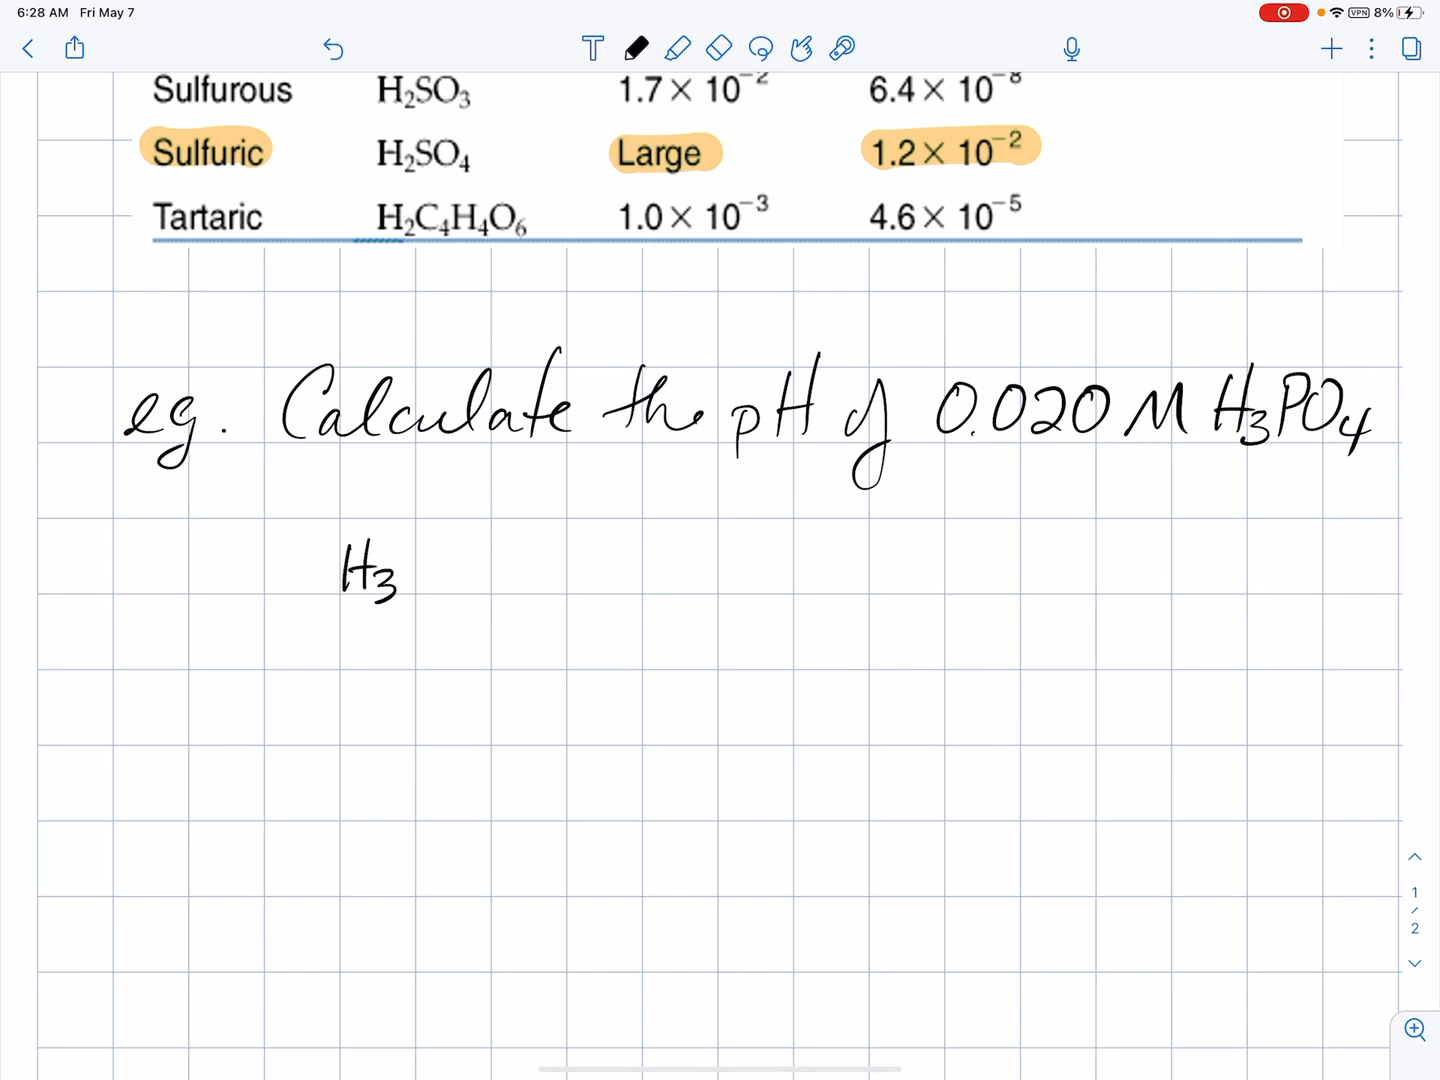 6:28 AM Fri May 7
VPN 8%
Sulfurous H₂SO₃ 1.7 × 10⁻² 6.4 × 10⁻⁸
Sulfuric H₂SO₄ Large 1.2 × 10⁻²
Tartaric H₂C₄H₄O₆ 1.0 × 10⁻³ 4.6 × 10⁻⁵
eg. Calculate the pH of 0.020 M H₃PO₄
H₃
1
/
2